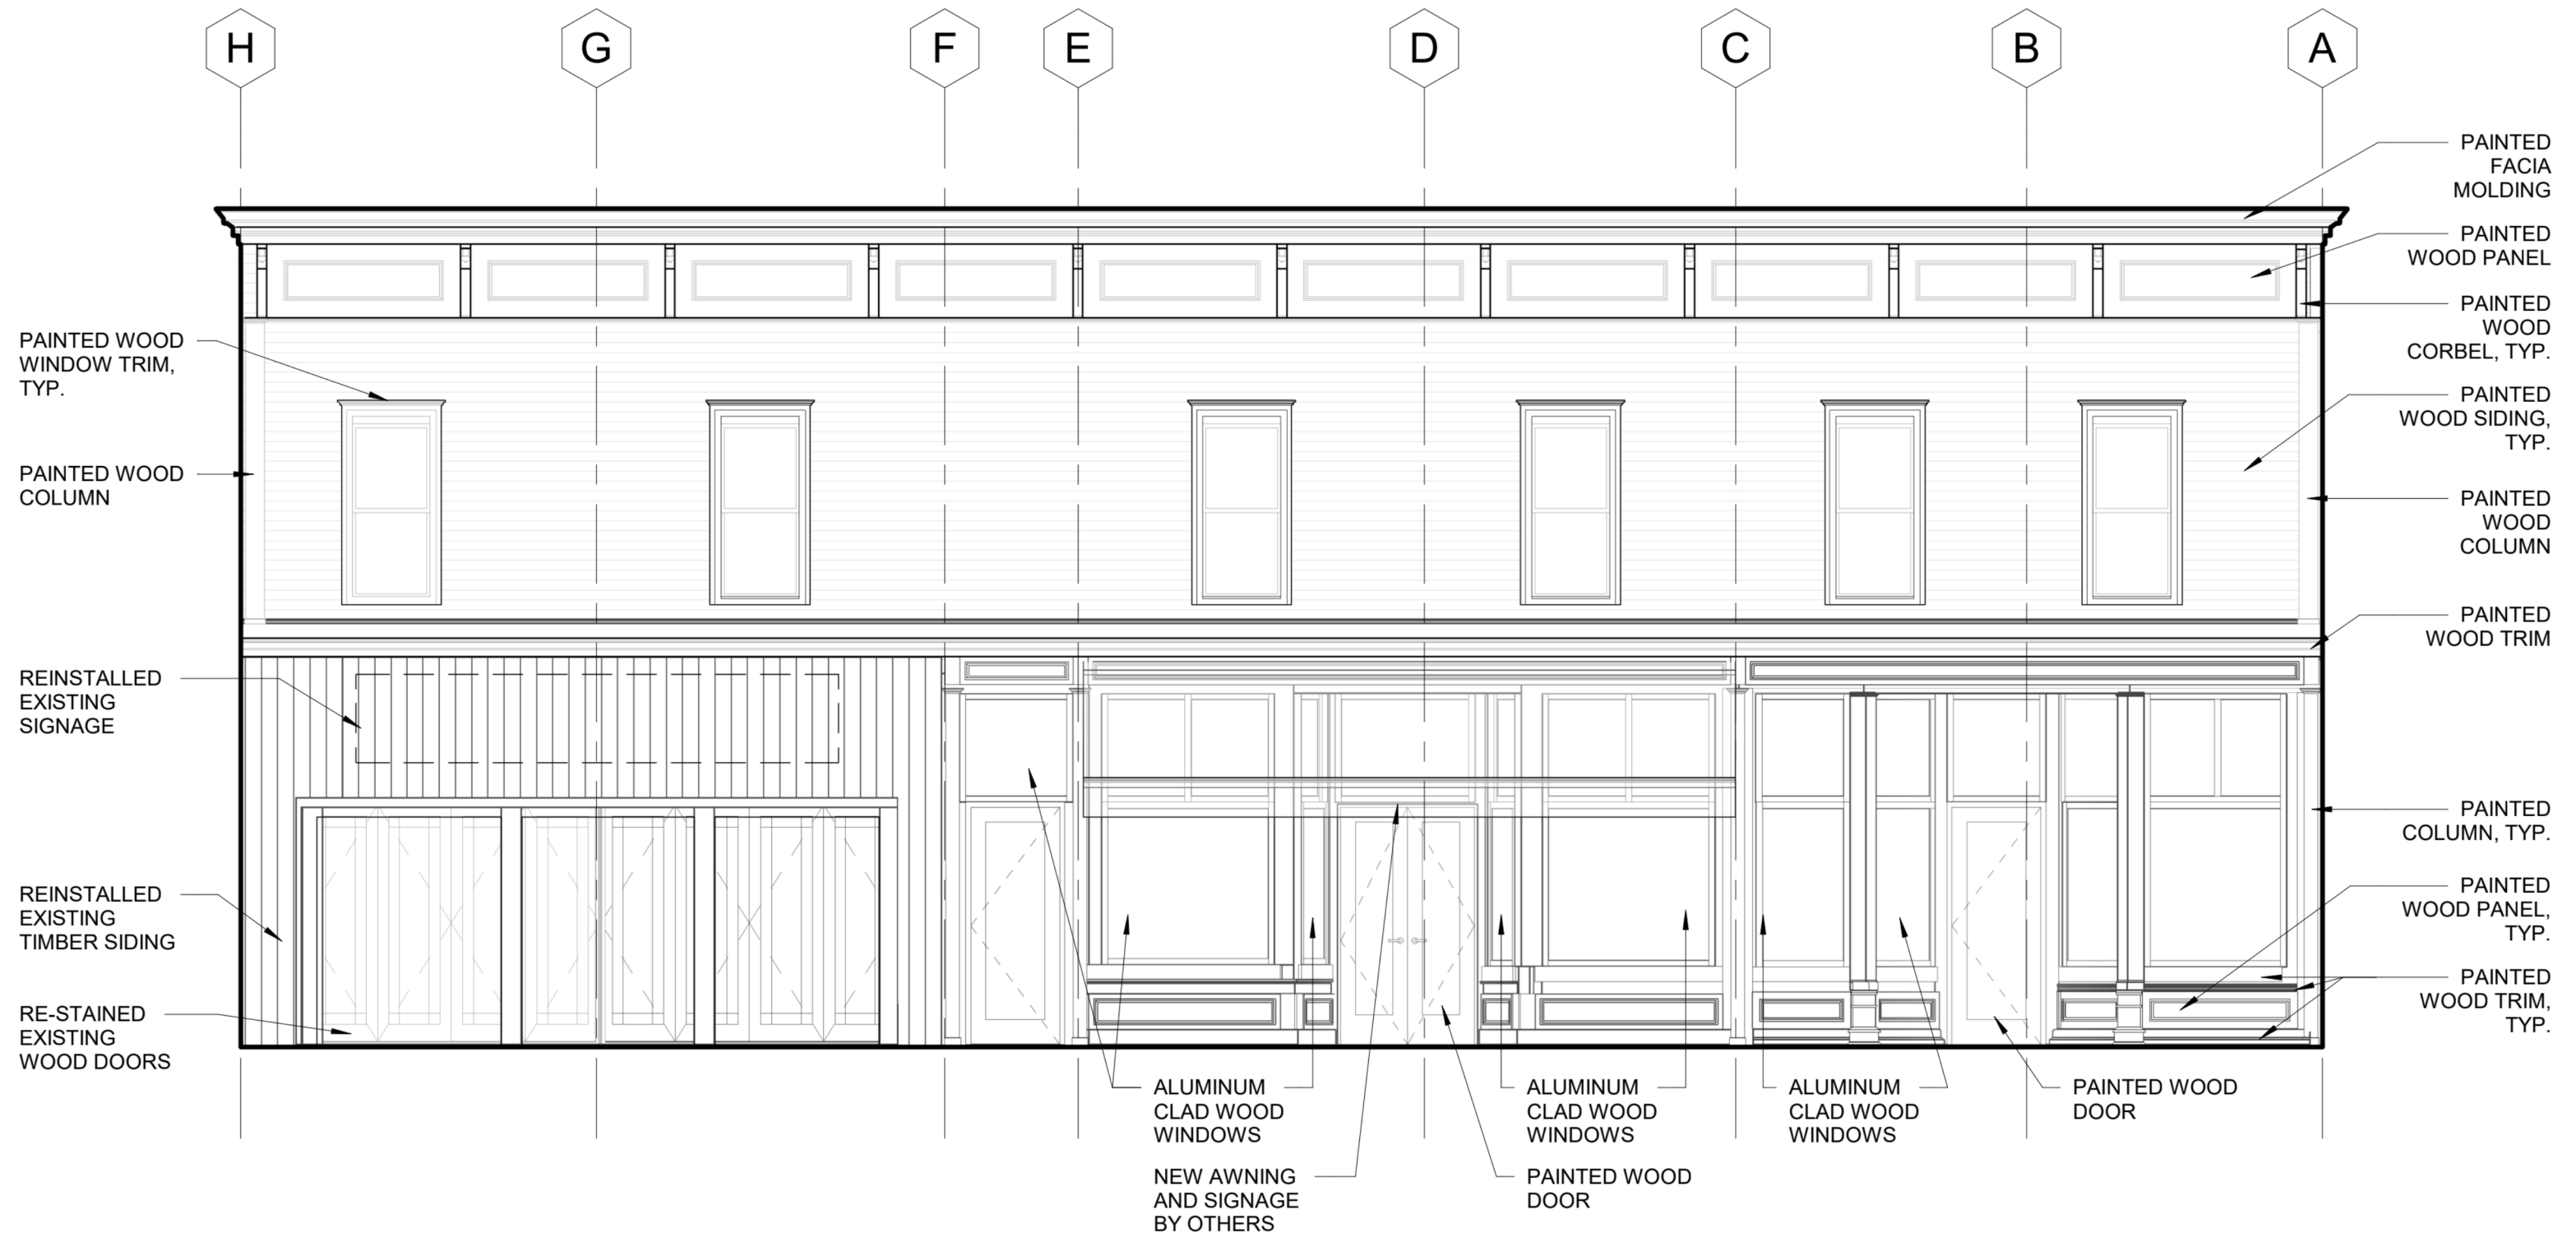 H
G
F
E
D
C
B
A
PAINTED
FACIA
MOLDING
PAINTED
WOOD PANEL
PAINTED
WOOD
CORBEL, TYP.
PAINTED
WOOD SIDING,
TYP.
PAINTED
WOOD
COLUMN
PAINTED
WOOD TRIM
PAINTED
COLUMN, TYP.
PAINTED
WOOD PANEL,
TYP.
PAINTED
WOOD TRIM,
TYP.
PAINTED WOOD
WINDOW TRIM,
TYP.
PAINTED WOOD
COLUMN
REINSTALLED
EXISTING
SIGNAGE
REINSTALLED
EXISTING
TIMBER SIDING
RE-STAINED
EXISTING
WOOD DOORS
ALUMINUM
CLAD WOOD
WINDOWS
NEW AWNING
AND SIGNAGE
BY OTHERS
ALUMINUM
CLAD WOOD
WINDOWS
PAINTED WOOD
DOOR
ALUMINUM
CLAD WOOD
WINDOWS
PAINTED WOOD
DOOR